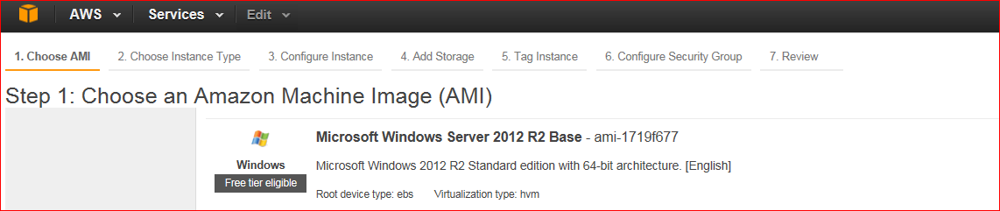 AWS Services Edit
1. Choose AMI 2. Choose Instance Type 3. Configure Instance 4. Add Storage 5. Tag Instance 6. Configure Security Group 7. Review
Step 1: Choose an Amazon Machine Image (AMI)
Microsoft Windows Server 2012 R2 Base - ami-1719f677
Windows
Free tier eligible
Microsoft Windows 2012 R2 Standard edition with 64-bit architecture. [English]
Root device type: ebs Virtualization type: hvm